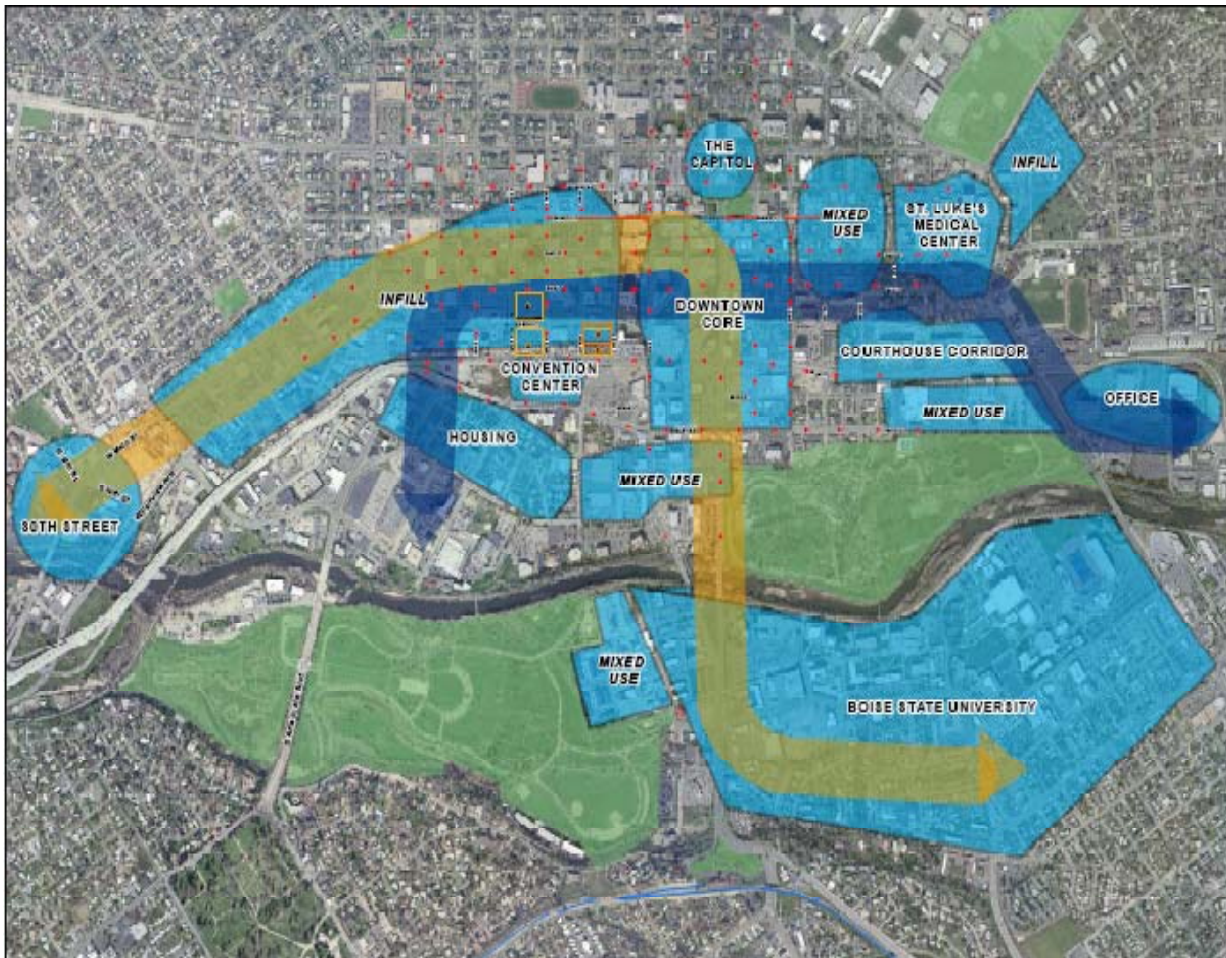 THE
CAPITOL
INFILL
MIXED
USE
ST. LUKE'S
MEDICAL
CENTER
INFILL
DOWNTOWN
CORE
COURTHOUSE CORRIDOR
CONVENTION
CENTER
OFFICE
MIXED USE
HOUSING
MIXED USE
30TH STREET
MIXED
USE
BOISE STATE UNIVERSITY